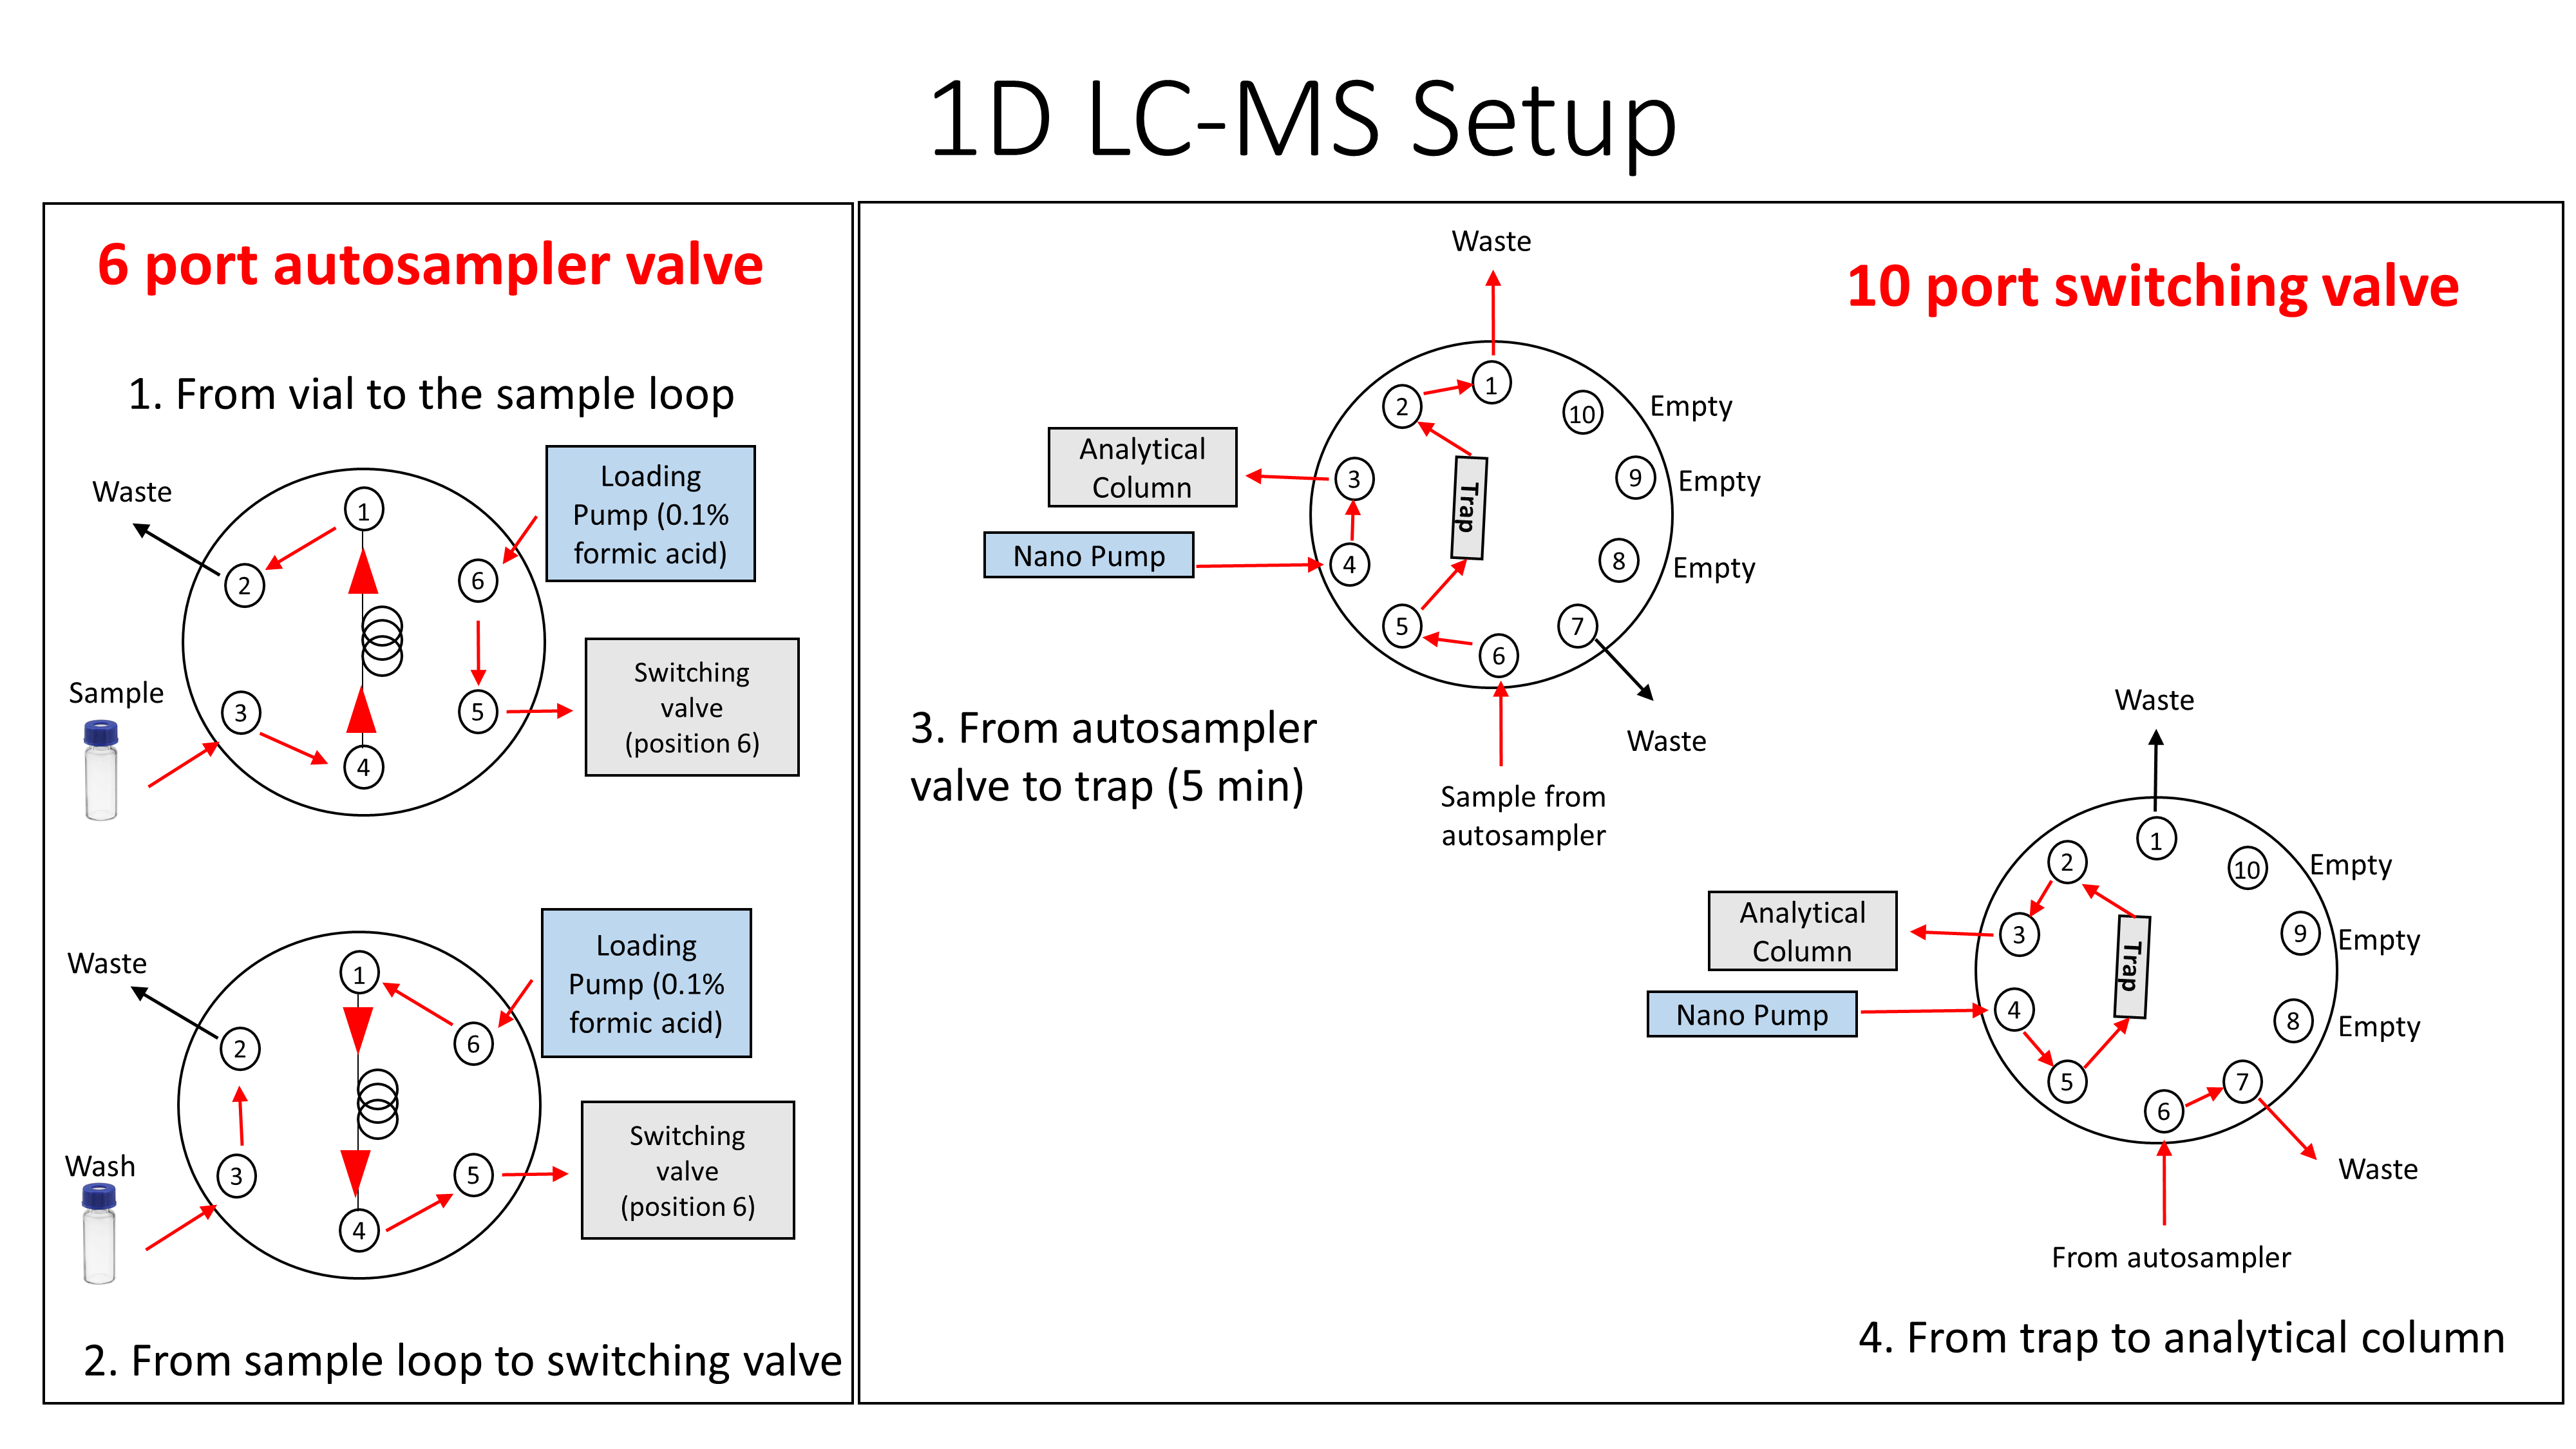 1D LC-MS Setup
6 port autosampler valve
1. From vial to the sample loop
Waste
Loading
Pump (0.1%
formic acid)
1
2
6
Sample
3
4
5
Switching
valve
(position 6)
Waste
Loading
Pump (0.1%
formic acid)
1
2
6
Wash
3
4
5
Switching
valve
(position 6)
2. From sample loop to switching valve
10 port switching valve
Waste
1
2
10
Empty
Analytical
Column
3
Trap
9
Empty
Nano Pump
4
8
Empty
5
6
7
Waste
3. From autosampler
valve to trap (5 min)
Sample from
autosampler
Waste
1
2
10
Empty
Analytical
Column
3
Trap
9
Empty
Nano Pump
4
8
Empty
5
6
7
Waste
From autosampler
4. From trap to analytical column